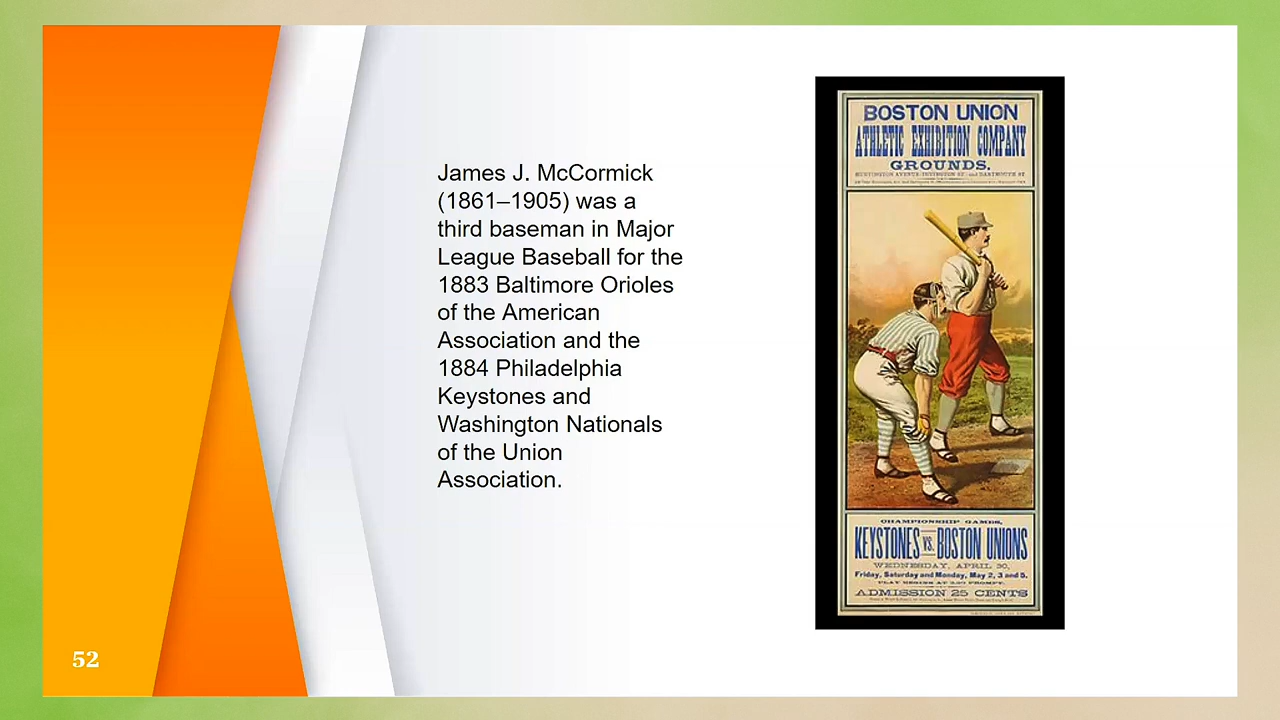 James J. McCormick
(1861–1905) was a
third baseman in Major
League Baseball for the
1883 Baltimore Orioles
of the American
Association and the
1884 Philadelphia
Keystones and
Washington Nationals
of the Union
Association.
BOSTON UNION
ATHLETIC EXHIBITION COMPANY
GROUNDS.
CHAMPIONSHIP GAMES,
KEYSTONES VS. BOSTON UNIONS
WEDNESDAY, APRIL 30,
Friday, Saturday and Monday, May 2, 3 and 5.
ADMISSION 25 CENTS
52